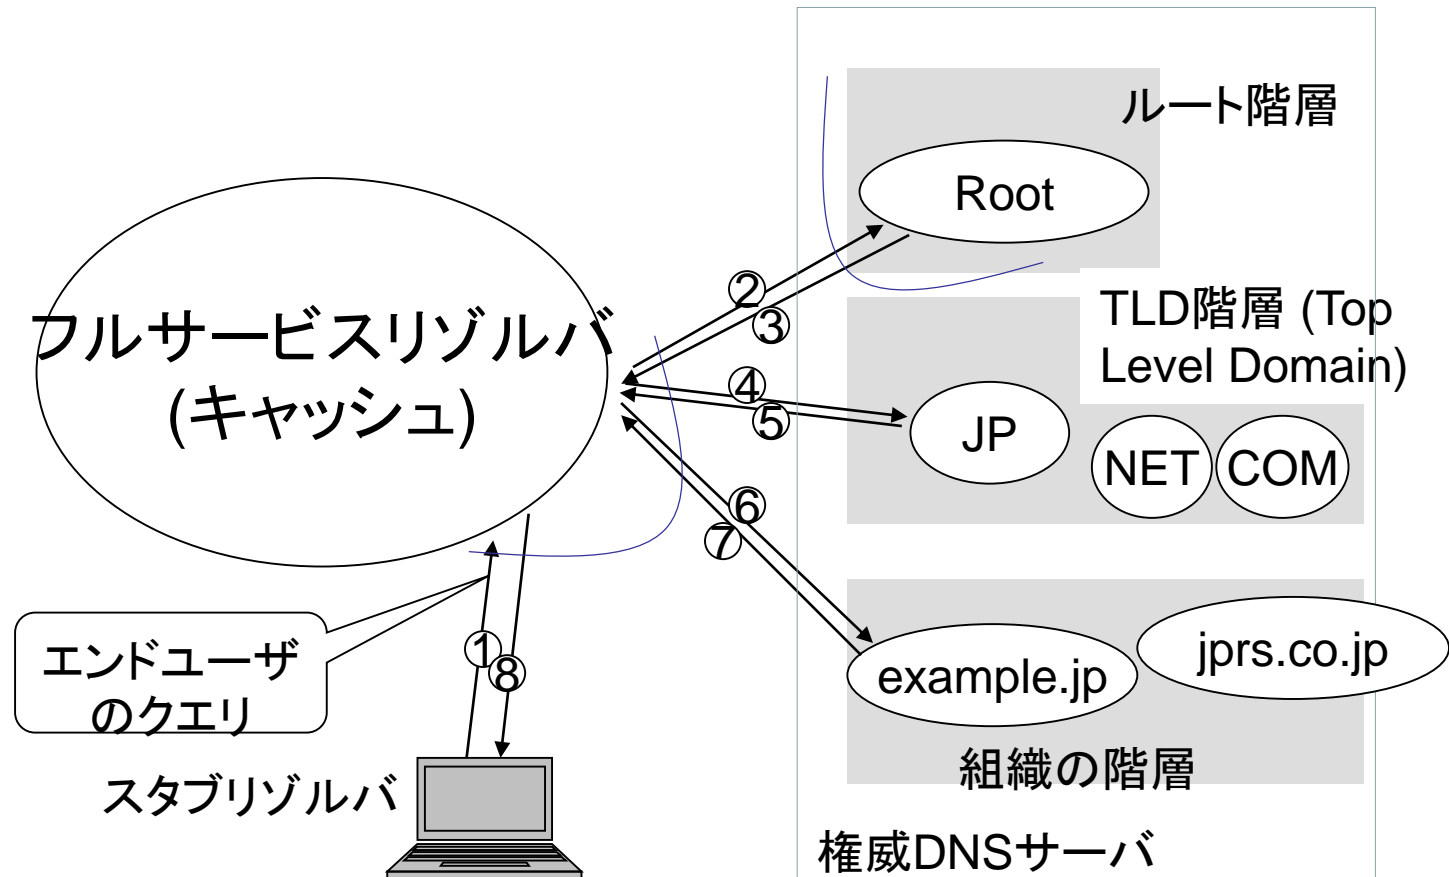 ルート階層
Root
フルサービスリゾルバ
(キャッシュ)
②
③
TLD階層 (Top
Level Domain)
④
⑤
JP
NET
COM
⑥
⑦
エンドユーザ
のクエリ
①
⑧
example.jp
jprs.co.jp
組織の階層
スタブリゾルバ
権威DNSサーバ